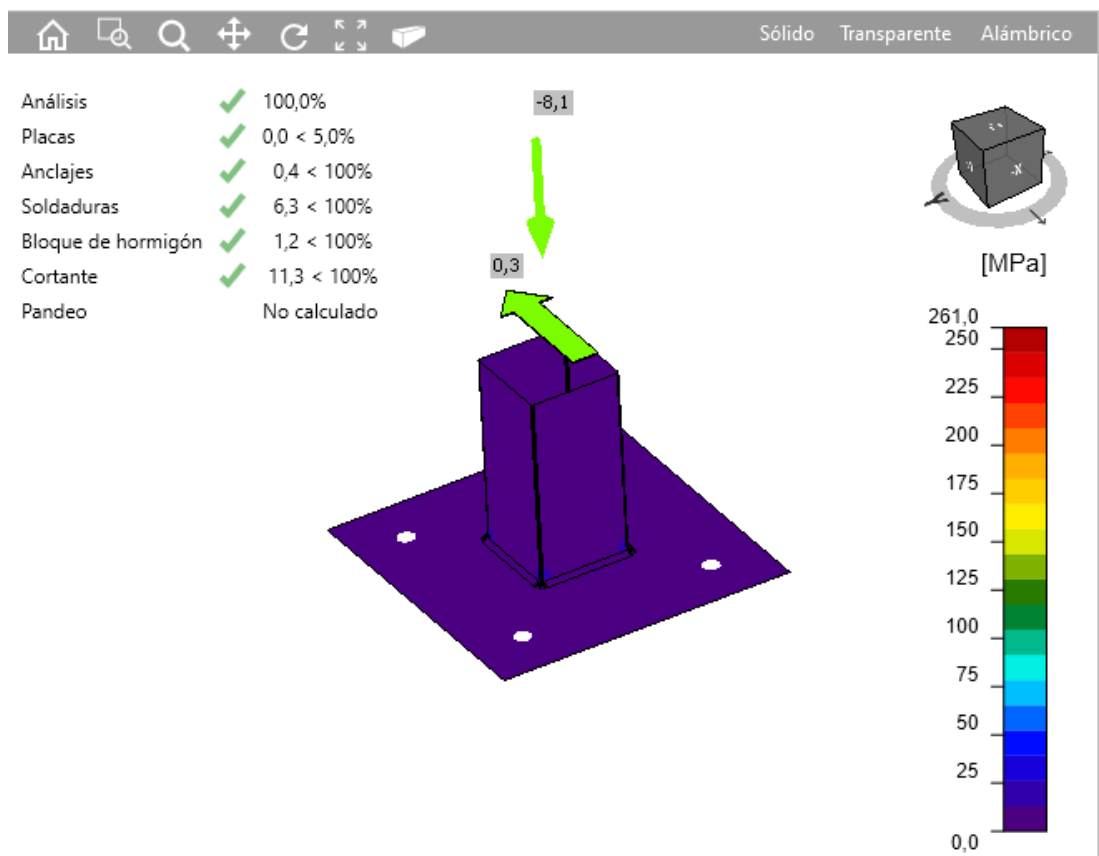 Sólido Transparente Alámbrico
Análisis 100,0%
Placas 0,0 < 5,0%
Anclajes 0,4 < 100%
Soldaduras 6,3 < 100%
Bloque de hormigón 1,2 < 100%
Cortante 11,3 < 100%
Pandeo No calculado
-8,1
0,3
-X
Y
[MPa]
261,0
250
225
200
175
150
125
100
75
50
25
0,0